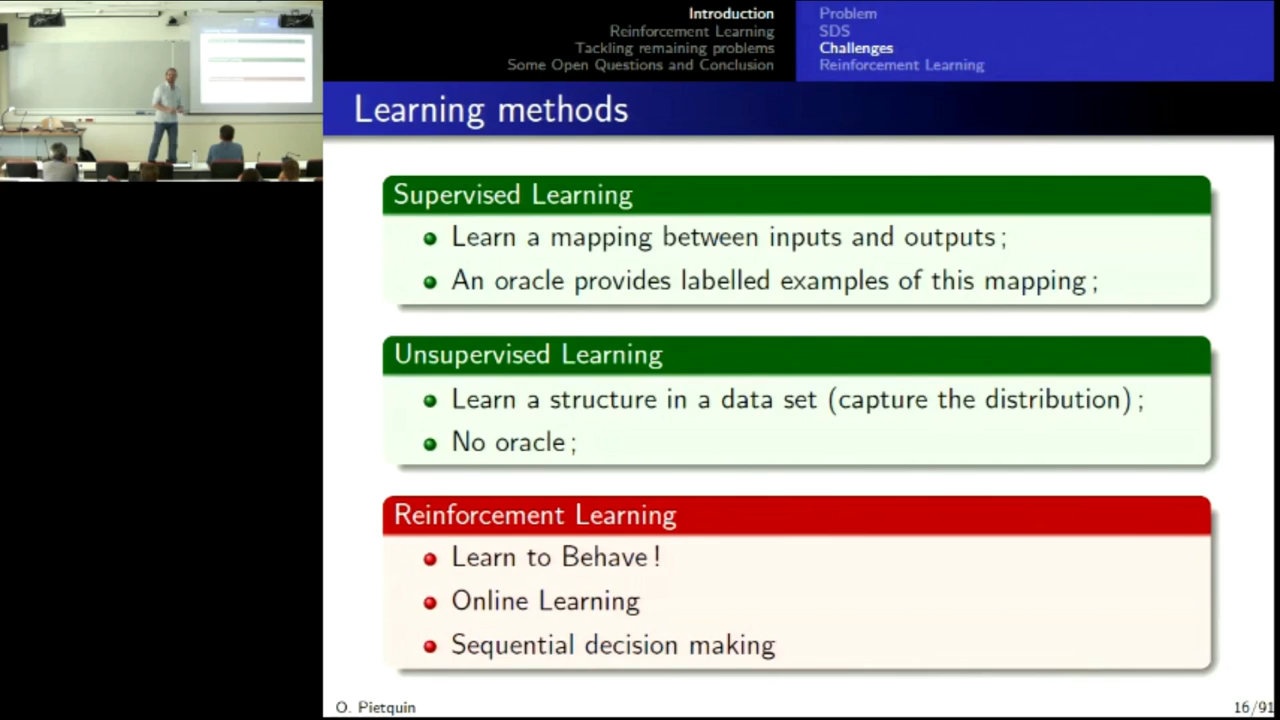 Introduction
Reinforcement Learning
Tackling remaining problems
Some Open Questions and Conclusion
Problem
SDS
Challenges
Reinforcement Learning
Learning methods
Supervised Learning
Learn a mapping between inputs and outputs ;
An oracle provides labelled examples of this mapping ;
Unsupervised Learning
Learn a structure in a data set (capture the distribution) ;
No oracle ;
Reinforcement Learning
Learn to Behave !
Online Learning
Sequential decision making
O. Pietquin
16/91